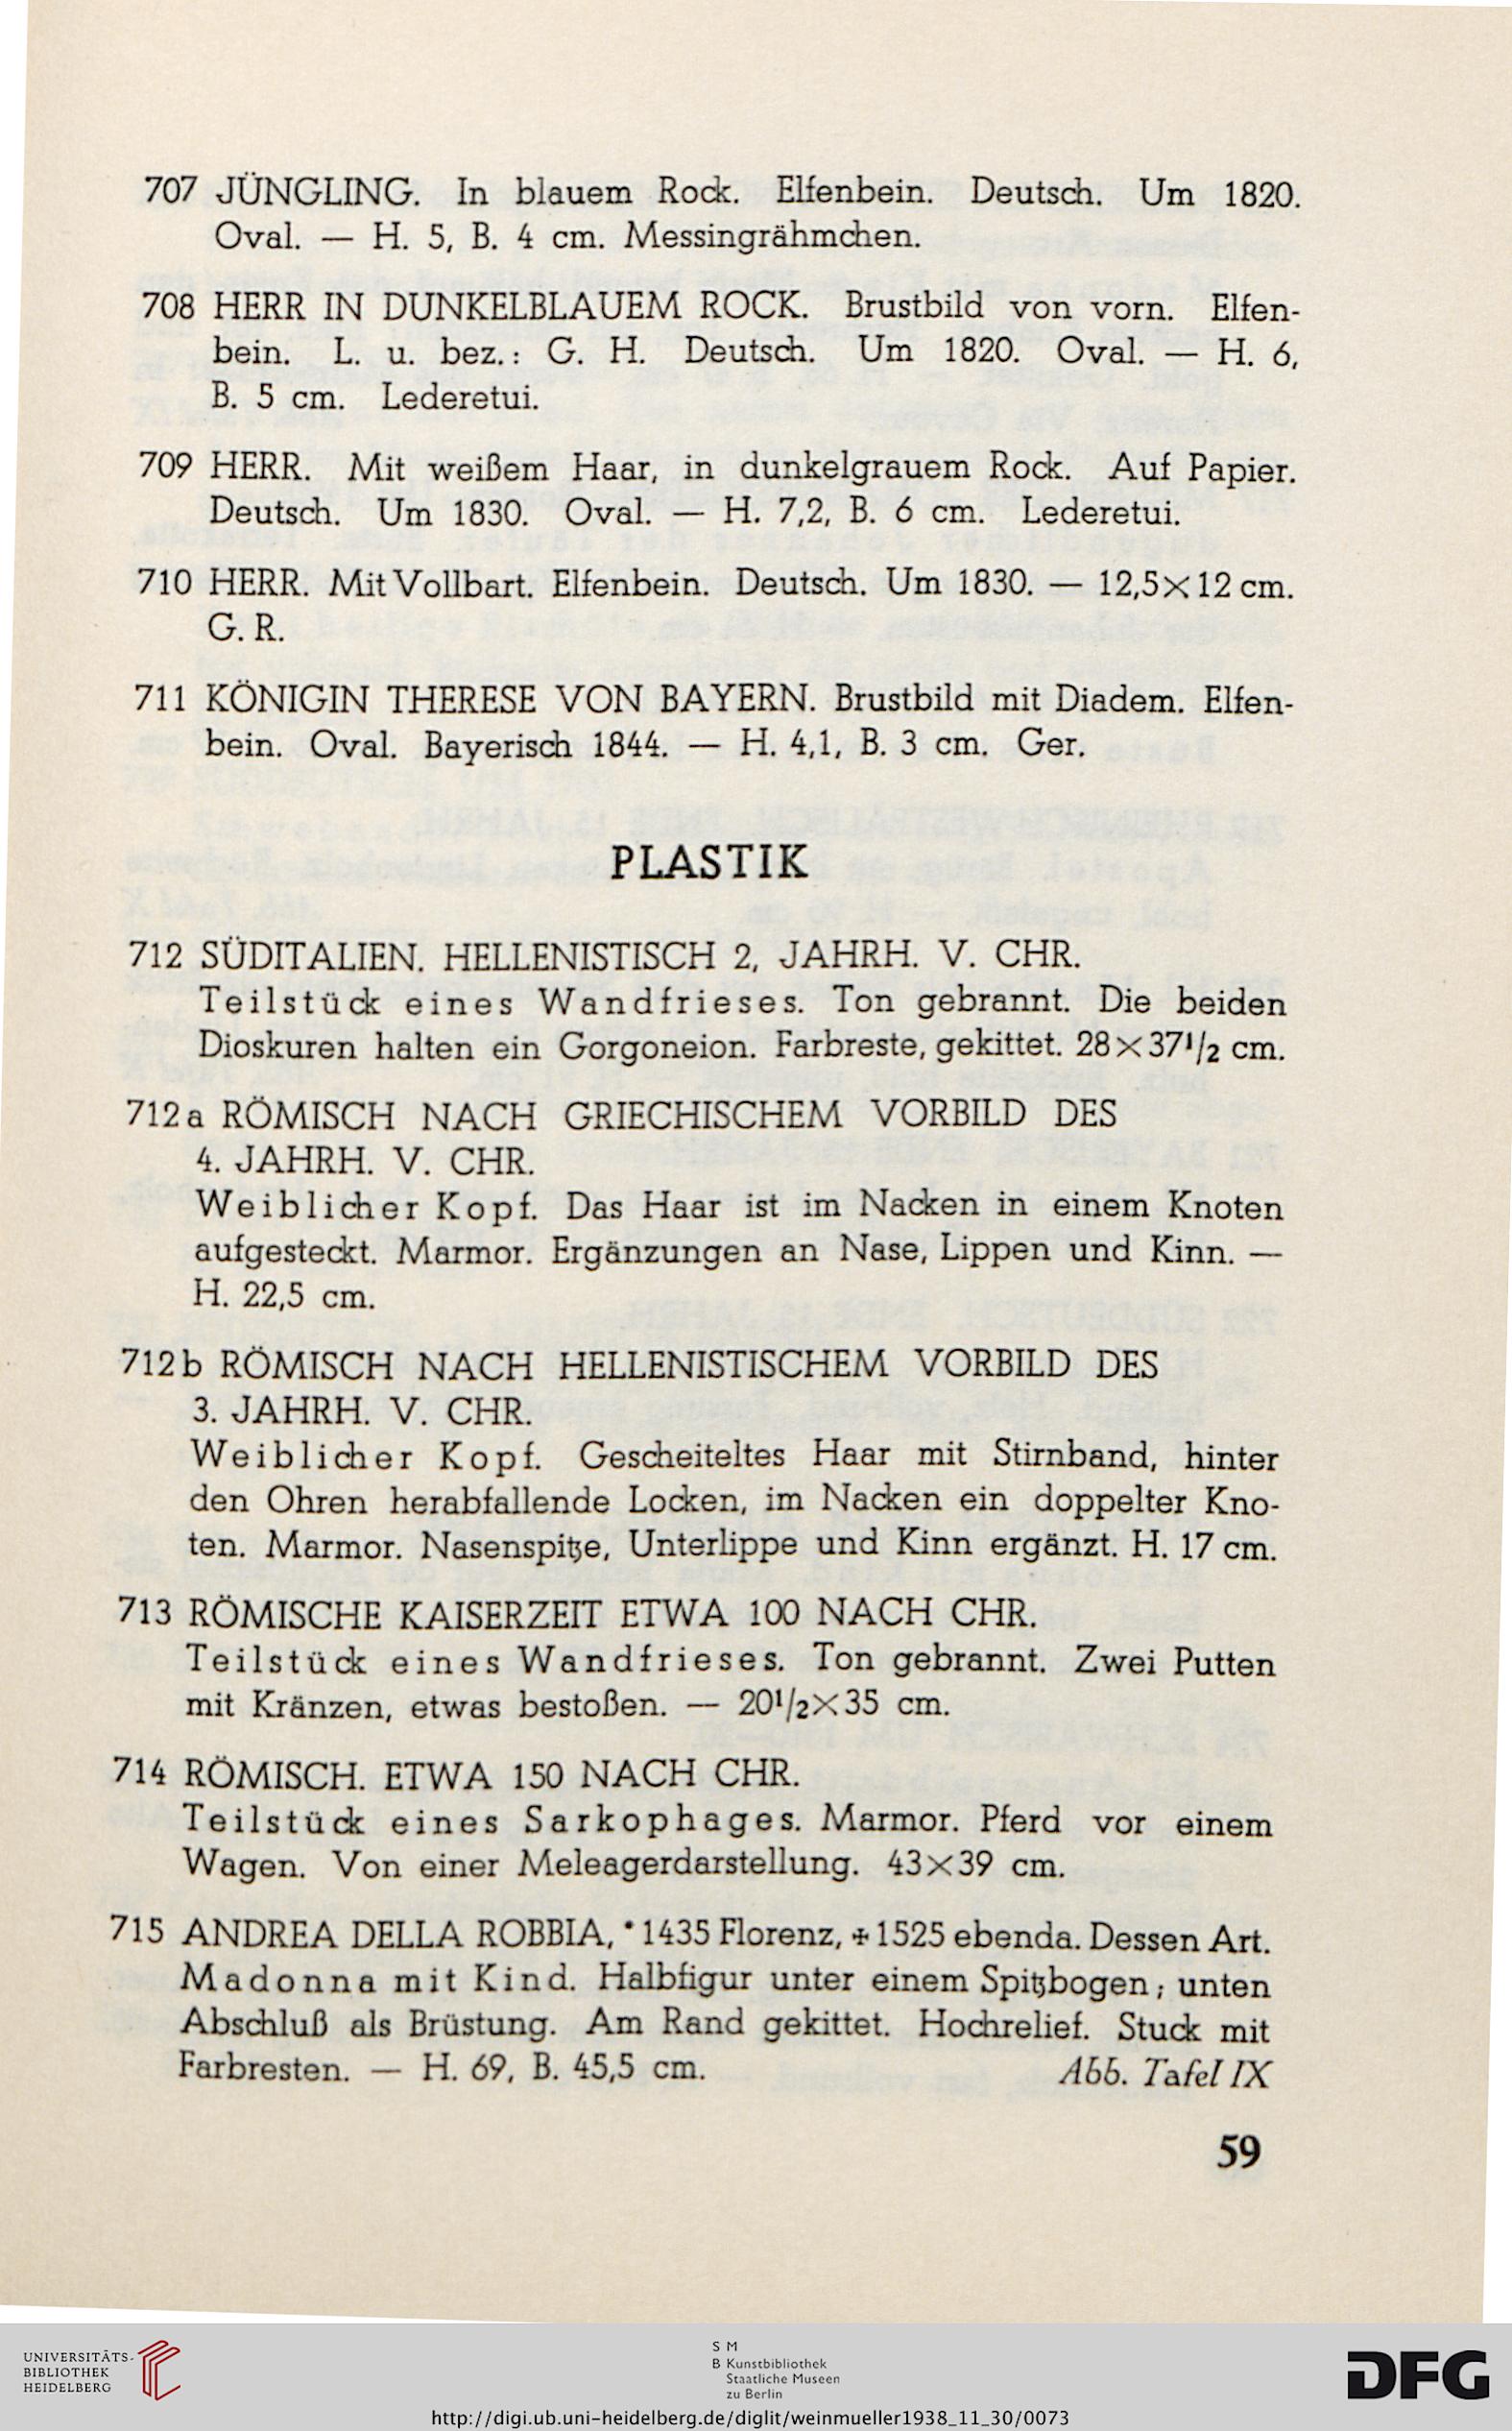 707 JÜNGLING. In blauem Rock. Elfenbein. Deutsch. Um 1820.
Oval. — H. 5, B. 4 cm. Messingrähmchen.
708 HERR IN DUNKELBLAUEM ROCK. Brustbild von vorn. Elfen-
bein. L. u. bez.: G. H. Deutsch. Um 1820. Oval. — H. 6,
B. 5 cm. Lederetui.
709 HERR. Mit weißem Haar, in dunkelgrauem Rock. Auf Papier.
Deutsch. Um 1830. Oval. — H. 7,2, B. 6 cm. Lederetui.
710 HERR. Mit Vollbart. Elfenbein. Deutsch. Um 1830. — 12,5×12 cm.
G. R.
711 KÖNIGIN THERESE VON BAYERN. Brustbild mit Diadem. Elfen-
bein. Oval. Bayerisch 1844. — H. 4,1, B. 3 cm. Ger.
PLASTIK
712 SÜDITALIEN. HELLENISTISCH 2, JAHRH. V. CHR.
Teilstück eines Wandfrieses. Ton gebrannt. Die beiden
Dioskuren halten ein Gorgoneion. Farbreste, gekittet. 28×37¹/₂ cm.
712a RÖMISCH NACH GRIECHISCHEM VORBILD DES
4. JAHRH. V. CHR.
Weiblicher Kopf. Das Haar ist im Nacken in einem Knoten
aufgesteckt. Marmor. Ergänzungen an Nase, Lippen und Kinn. —
H. 22,5 cm.
712b RÖMISCH NACH HELLENISTISCHEM VORBILD DES
3. JAHRH. V. CHR.
Weiblicher Kopf. Gescheiteltes Haar mit Stirnband, hinter
den Ohren herabfallende Locken, im Nacken ein doppelter Kno-
ten. Marmor. Nasenspitze, Unterlippe und Kinn ergänzt. H. 17 cm.
713 RÖMISCHE KAISERZEIT ETWA 100 NACH CHR.
Teilstück eines Wandfrieses. Ton gebrannt. Zwei Putten
mit Kränzen, etwas bestoßen. — 20¹/₂×35 cm.
714 RÖMISCH. ETWA 150 NACH CHR.
Teilstück eines Sarkophages. Marmor. Pferd vor einem
Wagen. Von einer Meleagerdarstellung. 43×39 cm.
715 ANDREA DELLA ROBBIA, * 1435 Florenz, ✢ 1525 ebenda. Dessen Art.
Madonna mit Kind. Halbfigur unter einem Spitzbogen; unten
Abschluß als Brüstung. Am Rand gekittet. Hochrelief. Stuck mit
Farbresten. — H. 69, B. 45,5 cm. Abb. Tafel IX
59
UNIVERSITÄTS-
BIBLIOTHEK
HEIDELBERG
S M
B Kunstbibliothek
Staatliche Museen
zu Berlin
DFG
http://digi.ub.uni-heidelberg.de/diglit/weinmueller1938_11_30/0073